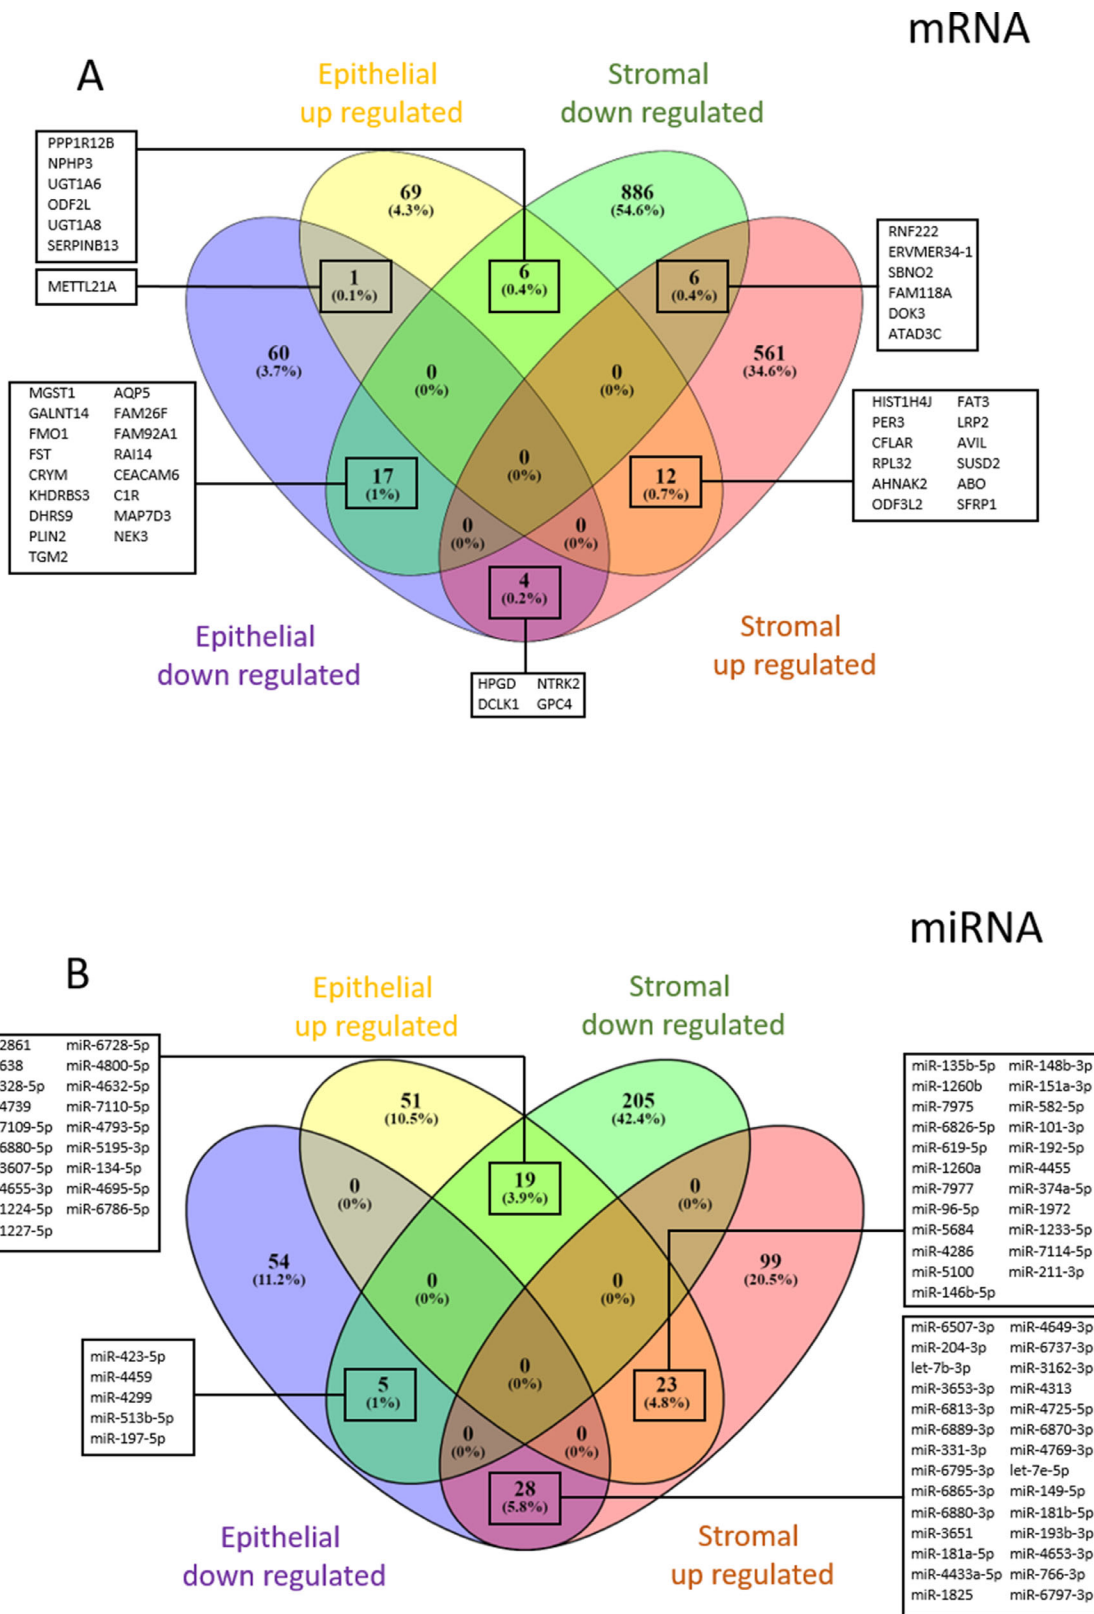 mRNA
A
Epithelial
up regulated
Stromal
down regulated
PPP1R12B
NPHP3
UGT1A6
ODF2L
UGT1A8
SERPINB13
METTL21A
69
(4.3%)
886
(54.6%)
RNF222
ERVMER34-1
SBNO2
FAM118A
DOK3
ATAD3C
1
(0.1%)
6
(0.4%)
6
(0.4%)
60
(3.7%)
0
(0%)
0
(0%)
561
(34.6%)
MGST1 AQP5
GALNT14 FAM26F
FMO1 FAM92A1
FST RAI14
CRYM CEACAM6
KHDRBS3 C1R
DHRS9 MAP7D3
PLIN2 NEK3
TGM2
HIST1H4J FAT3
PER3 LRP2
CFLAR AVIL
RPL32 SUSD2
AHNAK2 ABO
ODF3L2 SFRP1
17
(1%)
0
(0%)
12
(0.7%)
0
(0%)
0
(0%)
4
(0.2%)
Epithelial
down regulated
Stromal
up regulated
HPGD NTRK2
DCLK1 GPC4
miRNA
B
Epithelial
up regulated
Stromal
down regulated
2861 miR-6728-5p
638 miR-4800-5p
328-5p miR-4632-5p
4739 miR-7110-5p
7109-5p miR-4793-5p
6880-5p miR-5195-3p
3607-5p miR-134-5p
4655-3p miR-4695-5p
1224-5p miR-6786-5p
1227-5p
51
(10.5%)
205
(42.4%)
miR-135b-5p miR-148b-3p
miR-1260b miR-151a-3p
miR-7975 miR-582-5p
miR-6826-5p miR-101-3p
miR-619-5p miR-192-5p
miR-1260a miR-4455
miR-7977 miR-374a-5p
miR-96-5p miR-1972
miR-5684 miR-1233-5p
miR-4286 miR-7114-5p
miR-5100 miR-211-3p
miR-146b-5p
0
(0%)
19
(3.9%)
0
(0%)
54
(11.2%)
0
(0%)
0
(0%)
99
(20.5%)
miR-423-5p
miR-4459
miR-4299
miR-513b-5p
miR-197-5p
5
(1%)
0
(0%)
23
(4.8%)
0
(0%)
0
(0%)
28
(5.8%)
miR-6507-3p miR-4649-3p
miR-204-3p miR-6737-3p
let-7b-3p miR-3162-3p
miR-3653-3p miR-4313
miR-6813-3p miR-4725-5p
miR-6889-3p miR-6870-3p
miR-331-3p miR-4769-3p
miR-6795-3p let-7e-5p
miR-6865-3p miR-149-5p
miR-6880-3p miR-181b-5p
miR-3651 miR-193b-3p
miR-181a-5p miR-4653-3p
miR-4433a-5p miR-766-3p
miR-1825 miR-6797-3p
Epithelial
down regulated
Stromal
up regulated